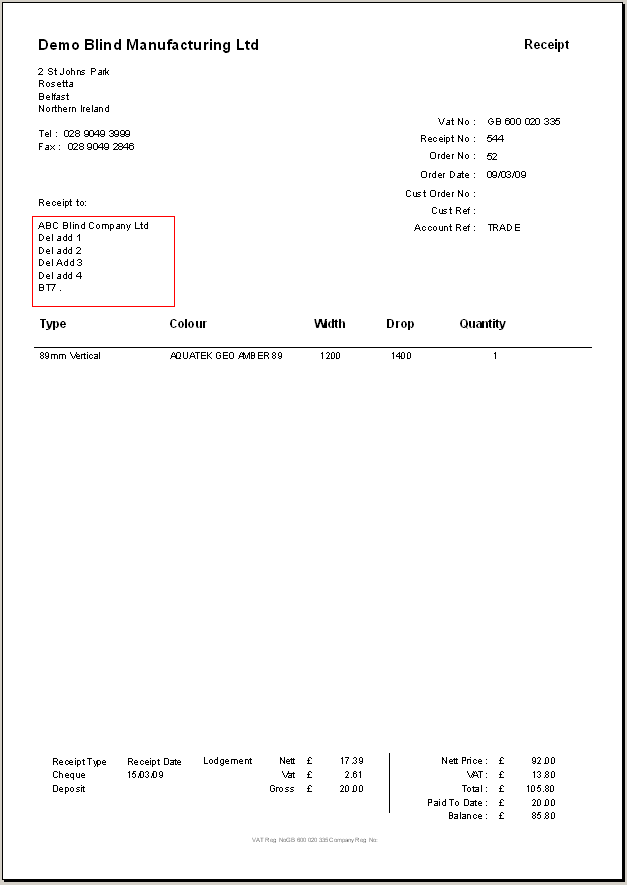 Demo Blind Manufacturing Ltd
Receipt
2 St Johns Park
Rosetta
Belfast
Northern Ireland
Tel : 028 9049 3999
Fax : 028 9049 2846
Vat No : GB 600 020 335
Receipt No : 544
Order No : 52
Order Date : 09/03/09
Cust Order No :
Cust Ref :
Account Ref : TRADE
Receipt to:
ABC Blind Company Ltd
Del add 1
Del add 2
Del Add 3
Del add 4
BT7 .
Type Colour Width Drop Quantity
89mm Vertical AQUATEK GEO AMBER 89 1200 1400 1
Receipt Type Receipt Date Lodgement Nett £ 17.39
Cheque 15/03/09 Vat £ 2.61
Deposit Gross £ 20.00
Nett Price : £ 92.00
VAT : £ 13.80
Total : £ 105.80
Paid To Date : £ 20.00
Balance : £ 85.80
VAT Reg No:GB 600 020 335 Company Reg No: